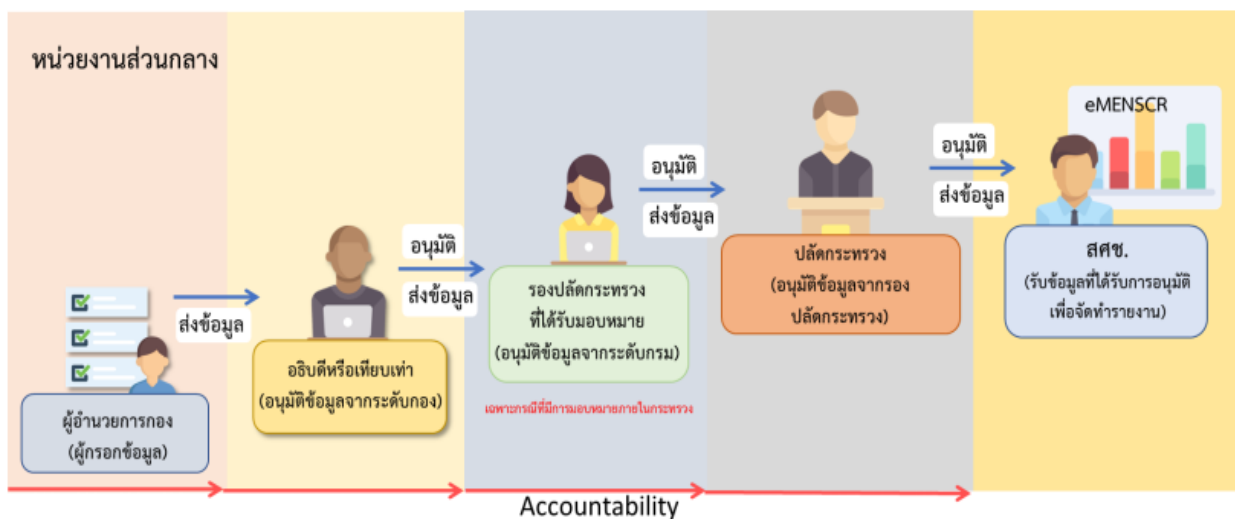 หน่วยงานส่วนกลาง
ส่งข้อมูล
ผู้อำนวยการกอง
(ผู้กรอกข้อมูล)
อธิบดีหรือเทียบเท่า
(อนุมัติข้อมูลจากระดับกอง)
อนุมัติ
ส่งข้อมูล
รองปลัดกระทรวง
ที่ได้รับมอบหมาย
(อนุมัติข้อมูลจากระดับกรม)
เฉพาะกรณีที่มีการมอบหมายภายในกระทรวง
อนุมัติ
ส่งข้อมูล
ปลัดกระทรวง
(อนุมัติข้อมูลจากรอง
ปลัดกระทรวง)
อนุมัติ
ส่งข้อมูล
eMENSCR
สศช.
(รับข้อมูลที่ได้รับการอนุมัติ
เพื่อจัดทำรายงาน)
Accountability